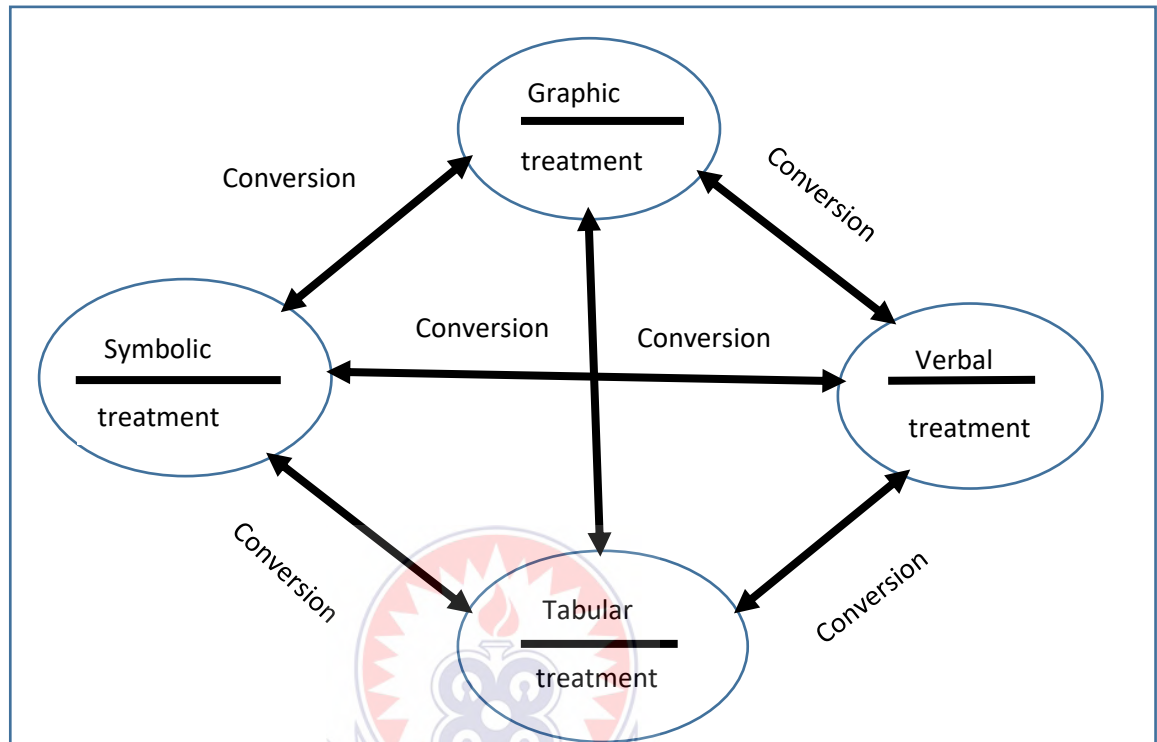 Graphic
treatment
Conversion
Conversion
Symbolic
treatment
Conversion
Conversion
Verbal
treatment
Conversion
Tabular
treatment
Conversion